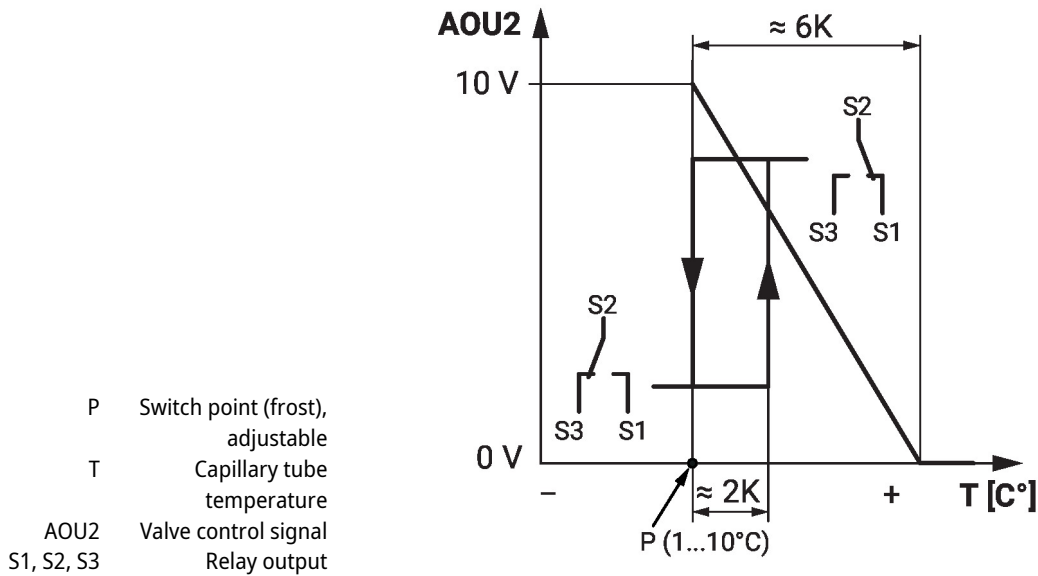 AOU2
≈ 6K
10 V
S2
S3 S1
S2
S3 S1
0 V
− ≈ 2K + T [C°]
P (1...10°C)
P Switch point (frost),
adjustable
T Capillary tube
temperature
AOU2 Valve control signal
S1, S2, S3 Relay output